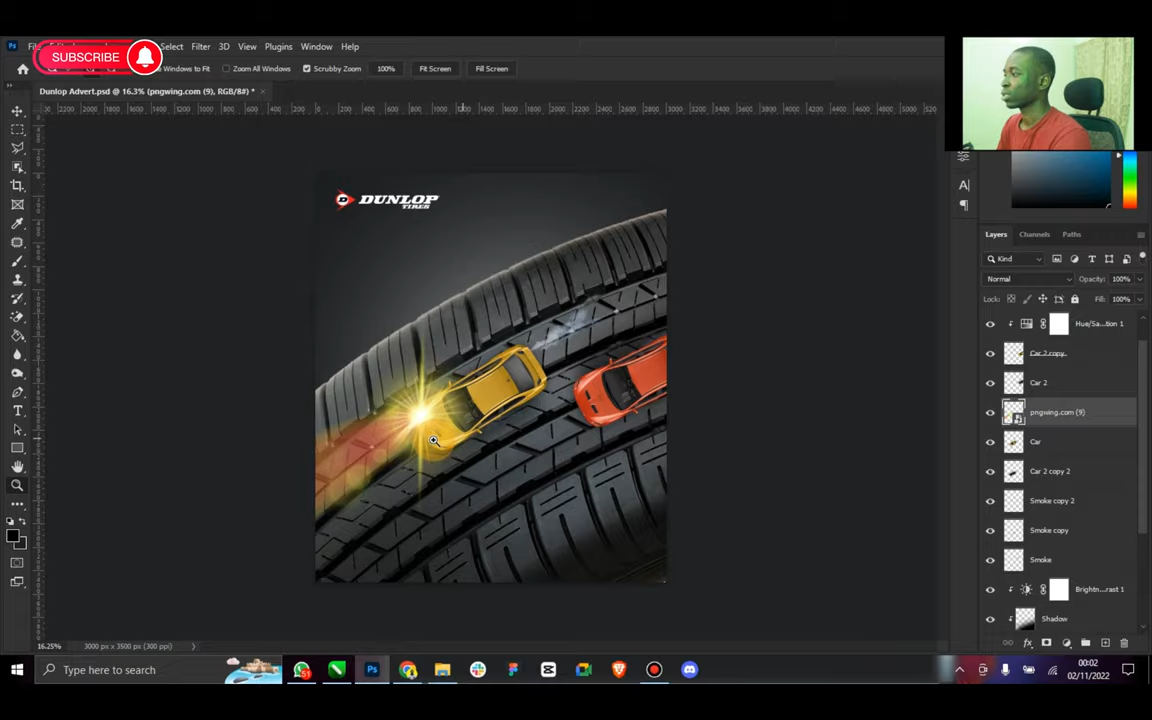 SUBSCRIBE
Ps Select Filter 3D View Plugins Window Help
Windows to Fit Zoom All Windows Scrubby Zoom 100% Fit Screen Fill Screen
Dunlop Advert.psd @ 16.3% (pngwing.com (9), RGB/8#) *
DUNLOP
TIRES
Layers Channels Paths
Kind
Normal Opacity: 100%
Lock: Fill: 100%
Hue/Sa...tion 1
Car 2 copy
Car 2
pngwing.com (9)
Car
Car 2 copy 2
Smoke copy 2
Smoke copy
Smoke
Brightn...rast 1
Shadow
16.25% 3000 px x 3500 px (300 ppi)
Type here to search
00:02
02/11/2022